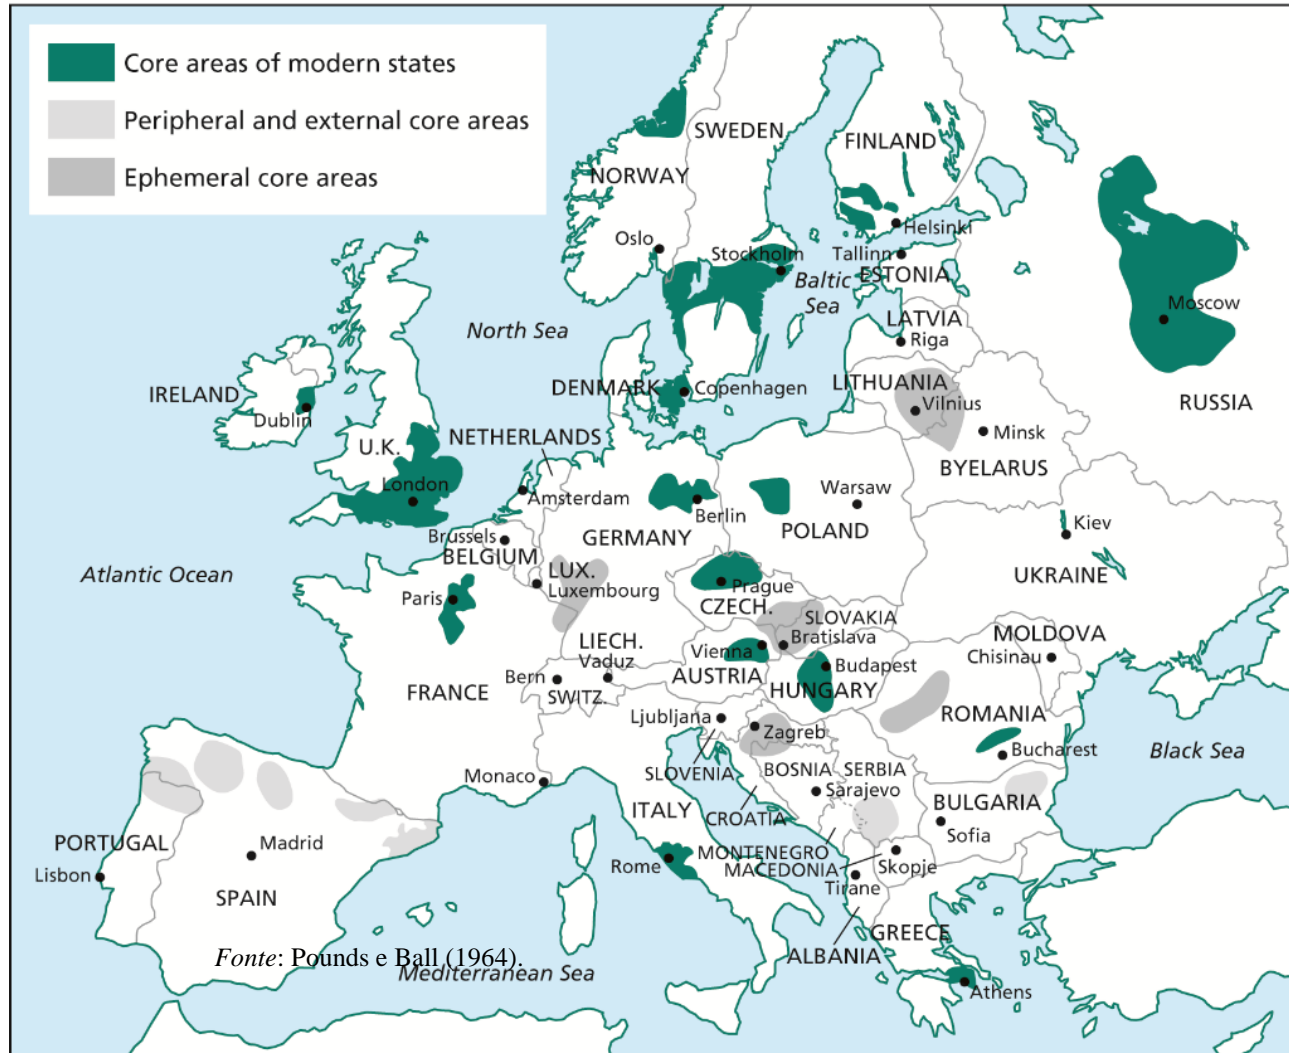 Core areas of modern states
Peripheral and external core areas
Ephemeral core areas
SWEDEN
FINLAND
NORWAY
Helsinki
Oslo
Stockholm
Tallinn
ESTONIA
Baltic
Sea
Moscow
North Sea
LATVIA
Riga
IRELAND
DENMARK
Copenhagen
LITHUANIA
Vilnius
RUSSIA
Dublin
U.K.
NETHERLANDS
Minsk
BYELARUS
London
Amsterdam
Berlin
Warsaw
POLAND
Kiev
Brussels
BELGIUM
GERMANY
Atlantic Ocean
LUX.
Luxembourg
UKRAINE
Paris
Prague
CZECH.
SLOVAKIA
Bratislava
LIECH.
Vaduz
Vienna
MOLDOVA
Chisinau
Bern
SWITZ.
AUSTRIA
Budapest
HUNGARY
FRANCE
Ljubljana
Zagreb
ROMANIA
Bucharest
Black Sea
Monaco
SLOVENIA
BOSNIA
SERBIA
Sarajevo
ITALY
CROATIA
BULGARIA
Sofia
PORTUGAL
Madrid
Lisbon
Rome
MONTENEGRO
MACEDONIA
Skopje
Tirane
SPAIN
GREECE
ALBANIA
Fonte: Pounds e Ball (1964).
Mediterranean Sea
Athens